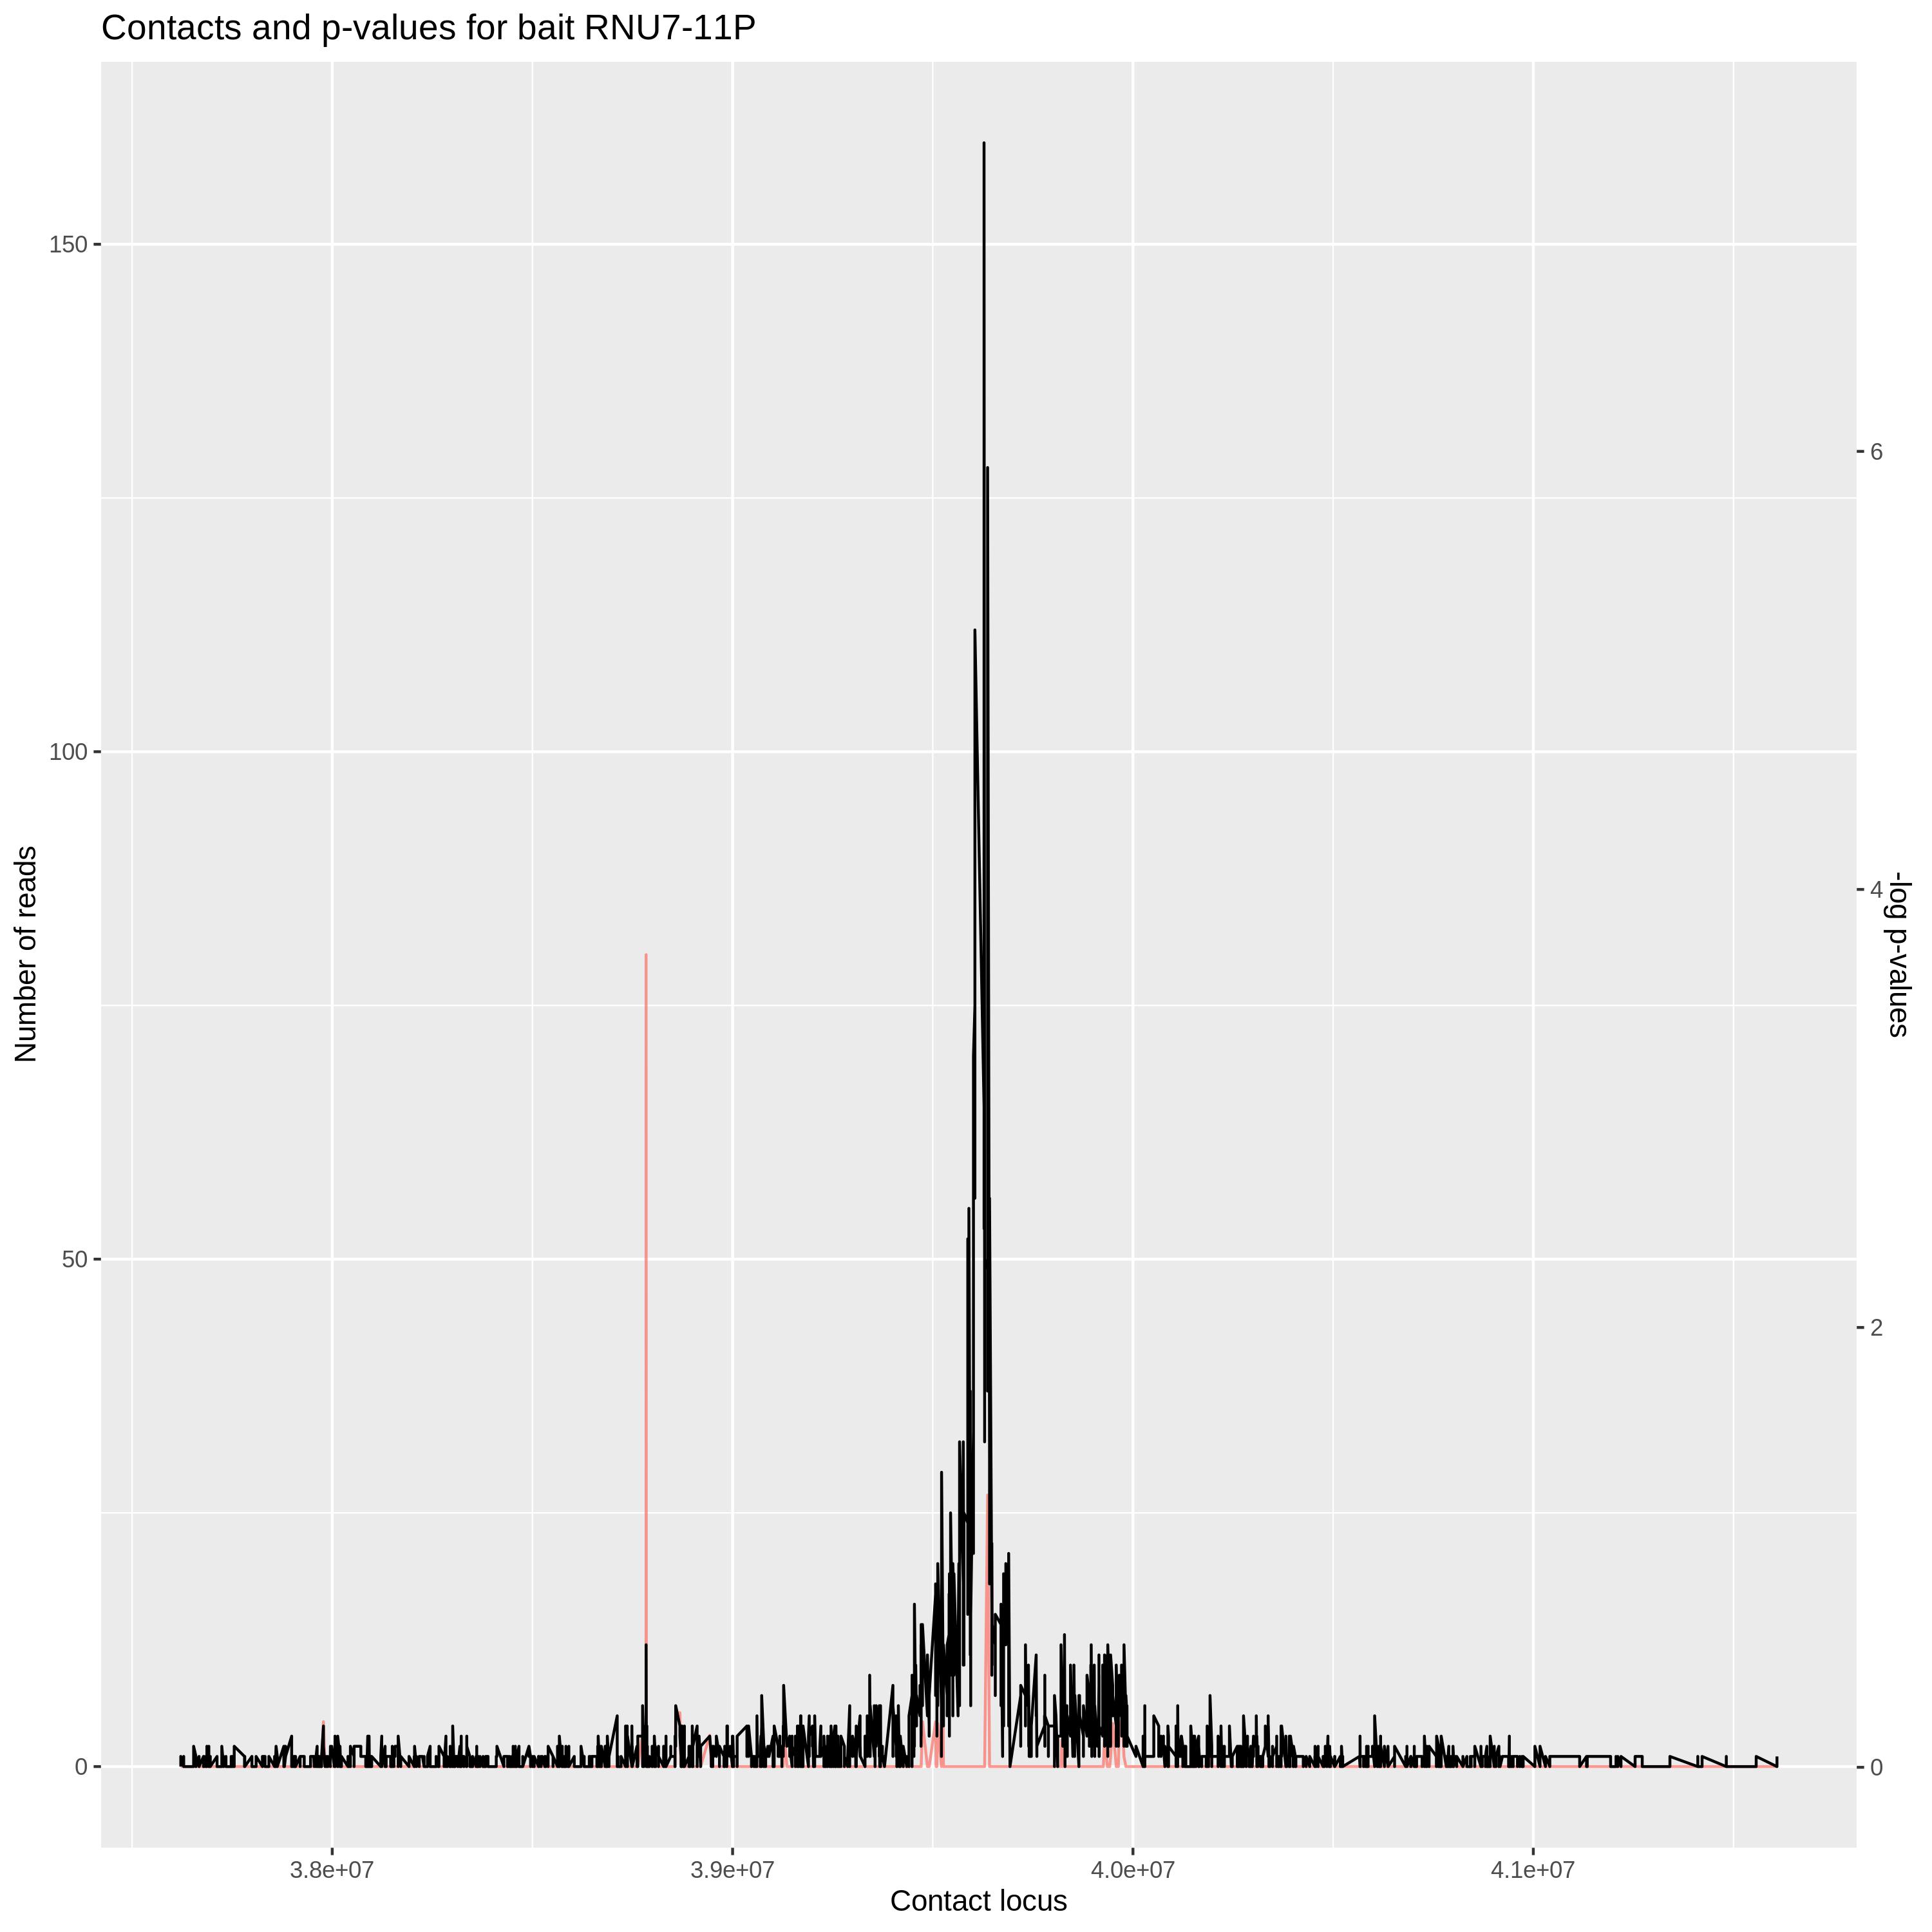 Contacts and p-values for bait RNU7-11P
150
100
50
0
Number of reads
6
4
2
0
-log p-values
3.8e+07
3.9e+07
4.0e+07
4.1e+07
Contact locus